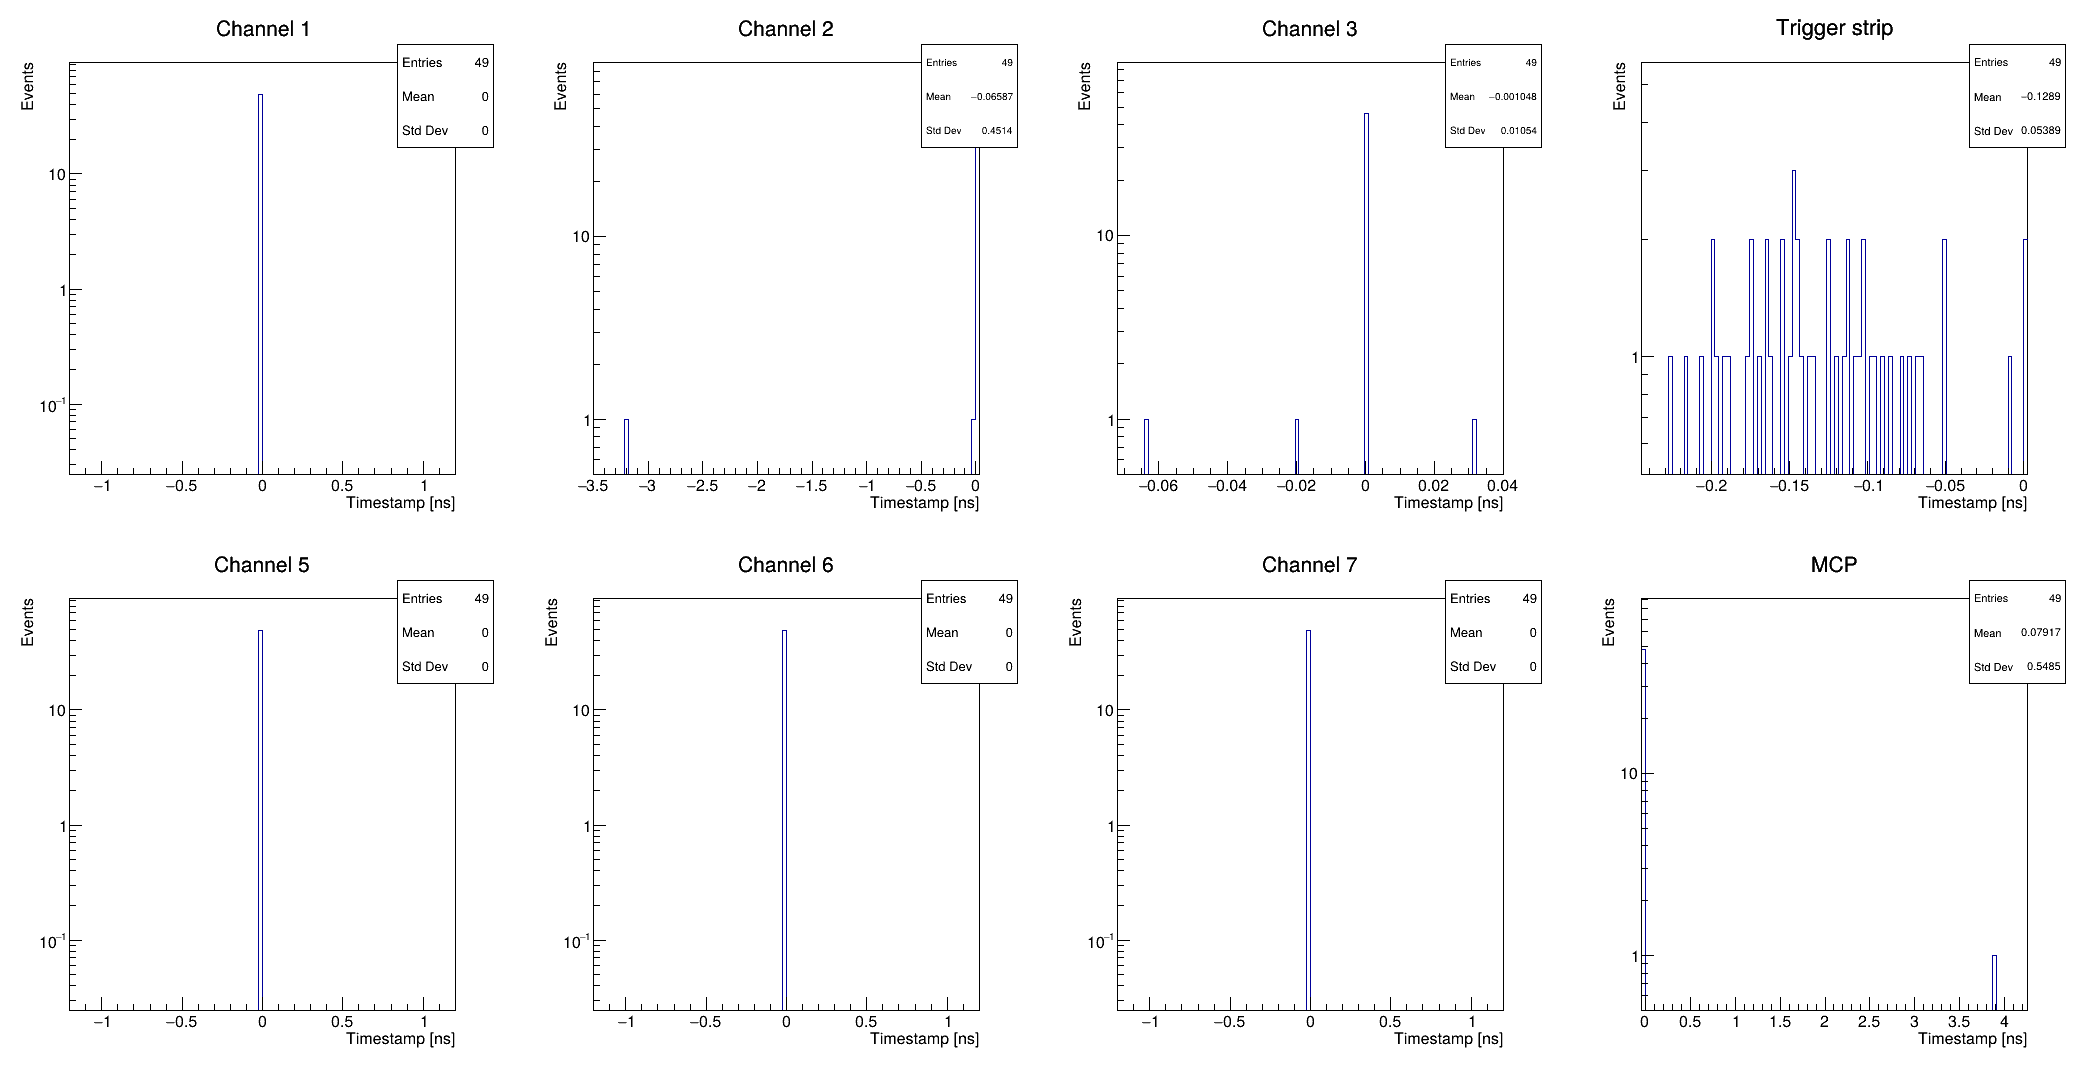 Channel 1
Events
Entries 49
Mean 0
Std Dev 0
10
1
10⁻¹
−1 −0.5 0 0.5 1
Timestamp [ns]
Channel 2
Events
Entries 49
Mean −0.06587
Std Dev 0.4514
10
1
−3.5 −3 −2.5 −2 −1.5 −1 −0.5 0
Timestamp [ns]
Channel 3
Events
Entries 49
Mean −0.001048
Std Dev 0.01054
10
1
−0.06 −0.04 −0.02 0 0.02 0.04
Timestamp [ns]
Trigger strip
Events
Entries 49
Mean −0.1289
Std Dev 0.05389
1
−0.2 −0.15 −0.1 −0.05 0
Timestamp [ns]
Channel 5
Events
Entries 49
Mean 0
Std Dev 0
10
1
10⁻¹
−1 −0.5 0 0.5 1
Timestamp [ns]
Channel 6
Events
Entries 49
Mean 0
Std Dev 0
10
1
10⁻¹
−1 −0.5 0 0.5 1
Timestamp [ns]
Channel 7
Events
Entries 49
Mean 0
Std Dev 0
10
1
10⁻¹
−1 −0.5 0 0.5 1
Timestamp [ns]
MCP
Events
Entries 49
Mean 0.07917
Std Dev 0.5485
10
1
0 0.5 1 1.5 2 2.5 3 3.5 4
Timestamp [ns]